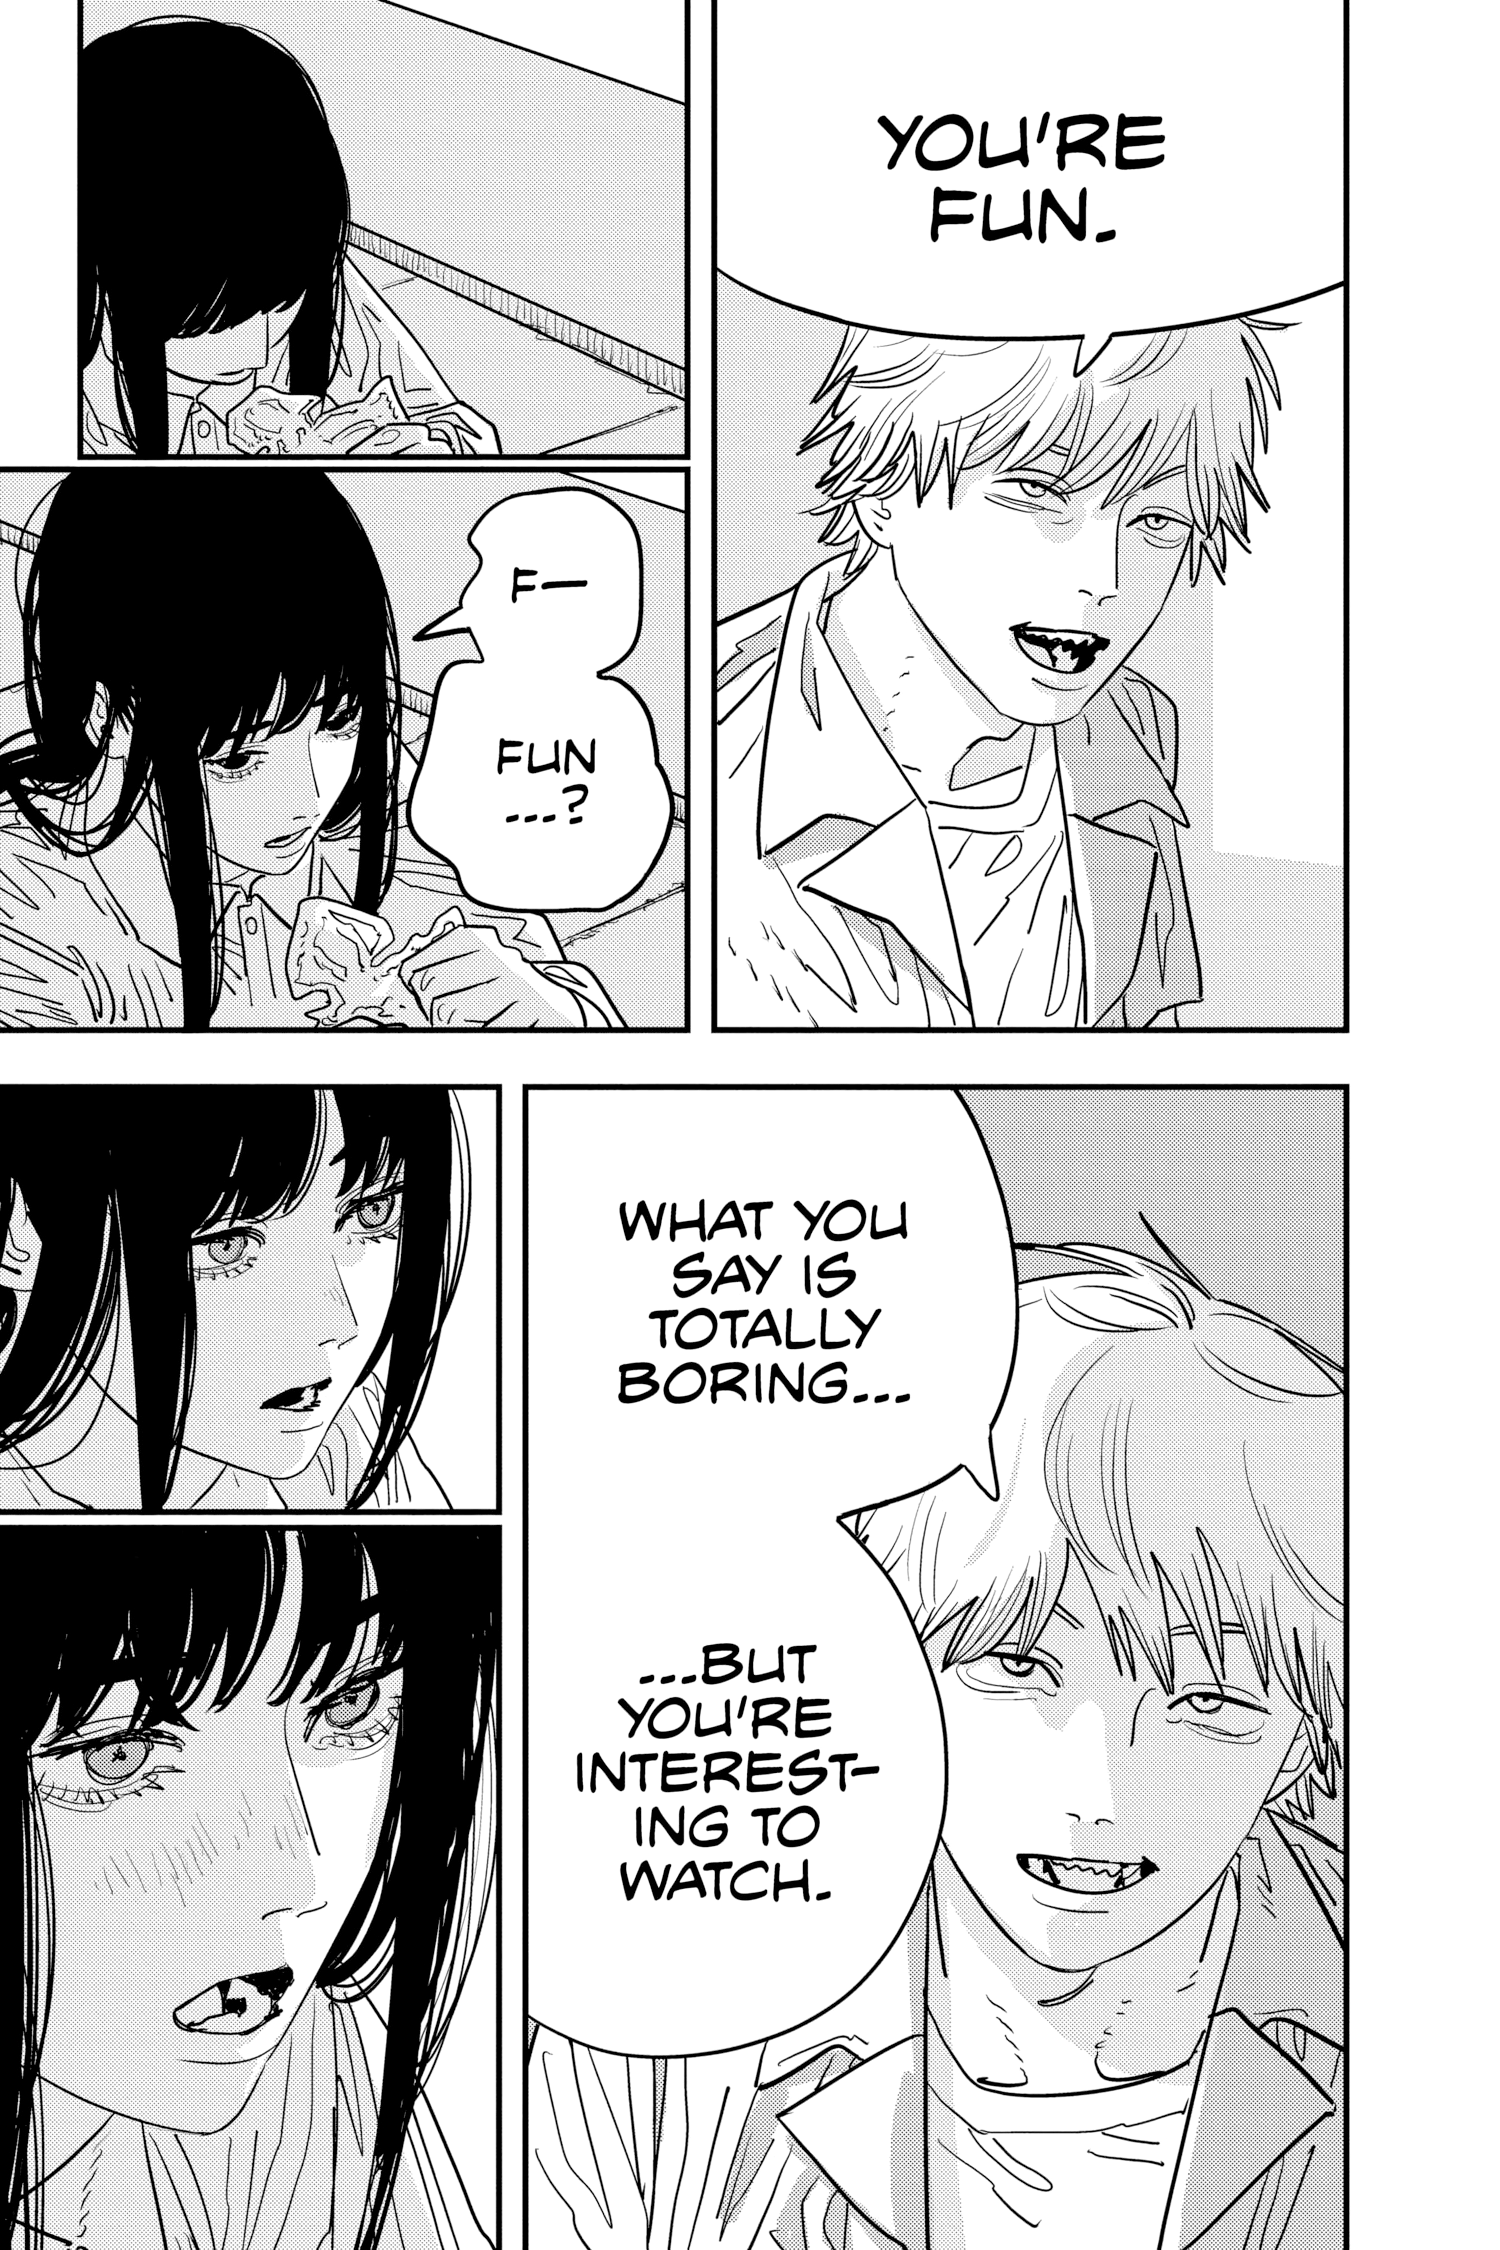 YOU'RE
FUN.
F—
FUN
...?
WHAT YOU
SAY IS
TOTALLY
BORING...
...BUT
YOU'RE
INTEREST-
ING TO
WATCH.